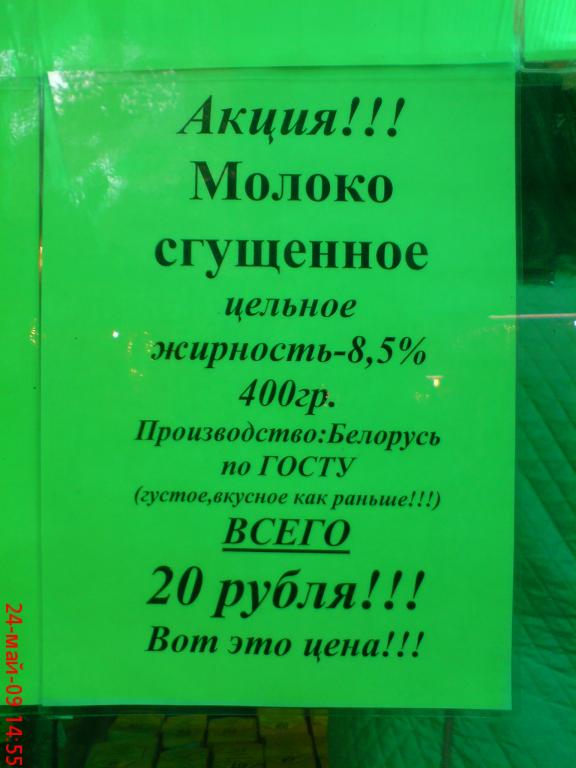 Акция!!!
Молоко
сгущенное
цельное
жирность-8,5%
400гр.
Производство:Белорусь
по ГОСТУ
(густое,вкусное как раньше!!!)
ВСЕГО
20 рубля!!!
Вот это цена!!!
24-май-09 14:55